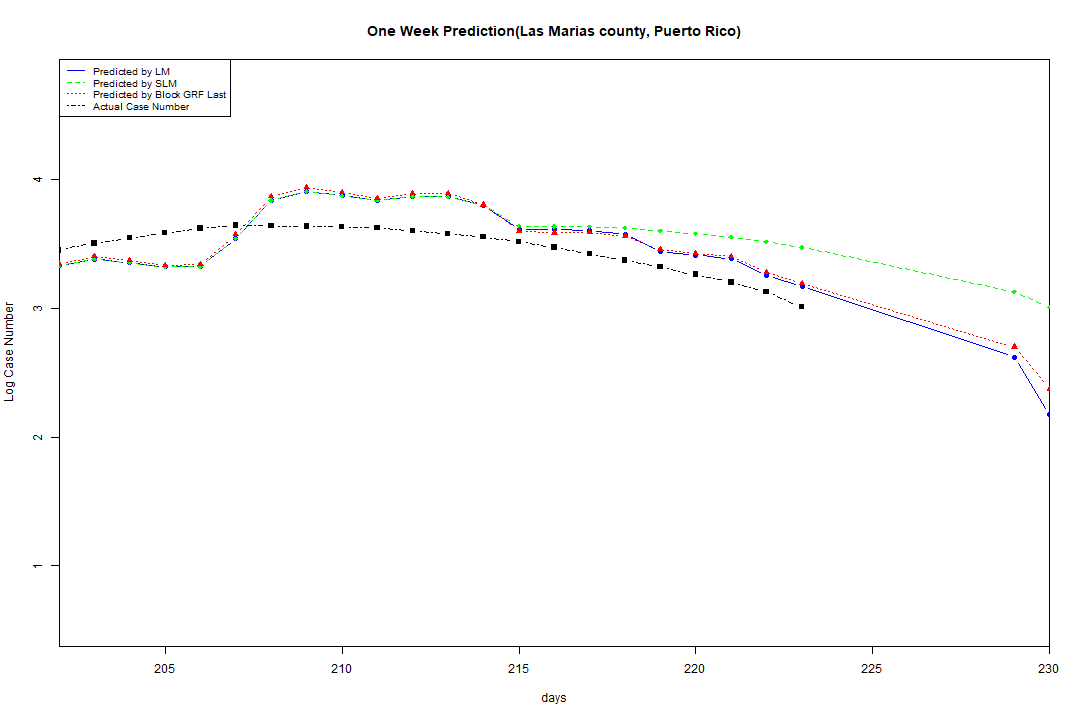 One Week Prediction(Las Marias county, Puerto Rico)
Predicted by LM
Predicted by SLM
Predicted by Block GRF Last
Actual Case Number
4
3
2
1
Log Case Number
205 210 215 220 225 230
days